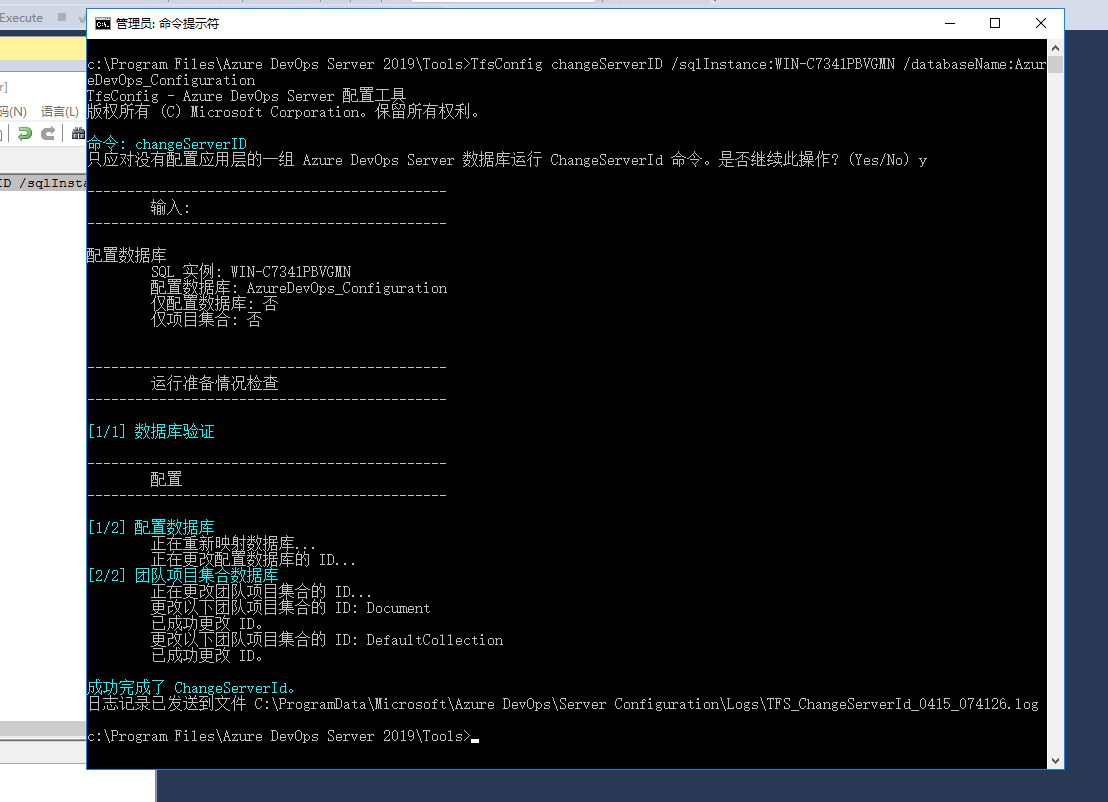 Execute
管理员: 命令提示符
r]
码(N) 语言(L)
ID /sqlInsta
c:\Program Files\Azure DevOps Server 2019\Tools>TfsConfig changeServerID /sqlInstance:WIN-C7341PBVGMN /databaseName:Azur
eDevOps_Configuration
TfsConfig - Azure DevOps Server 配置工具
版权所有 (C) Microsoft Corporation。保留所有权利。
命令: changeServerID
只应对没有配置应用层的一组 Azure DevOps Server 数据库运行 ChangeServerId 命令。是否继续此操作? (Yes/No) y
---------------------------------------------
输入:
---------------------------------------------
配置数据库
SQL 实例: WIN-C7341PBVGMN
配置数据库: AzureDevOps_Configuration
仅配置数据库: 否
仅项目集合: 否
---------------------------------------------
运行准备情况检查
---------------------------------------------
[1/1] 数据库验证
---------------------------------------------
配置
---------------------------------------------
[1/2] 配置数据库
正在重新映射数据库...
正在更改配置数据库的 ID...
[2/2] 团队项目集合数据库
正在更改团队项目集合的 ID...
更改以下团队项目集合的 ID: Document
已成功更改 ID。
更改以下团队项目集合的 ID: DefaultCollection
已成功更改 ID。
成功完成了 ChangeServerId。
日志记录已发送到文件 C:\ProgramData\Microsoft\Azure DevOps\Server Configuration\Logs\TFS_ChangeServerId_0415_074126.log
c:\Program Files\Azure DevOps Server 2019\Tools>